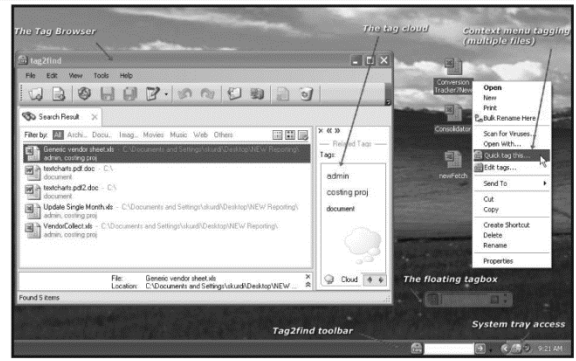 The Tag Browser
The tag cloud
Context menu tagging
(multiple files)
tag2find
File Edit View Tools Help
Search Result
Filter by: All Archi... Docu.. Imag.. Movies Music Web Others
Generic vendor sheet.xls - C:\Documents and Settings\skurdi\Desktop\NEW Reporting\
admin, costing proj
textcharts.pdf.doc - C:\
document
textcharts.pdf2.doc - C:\
document
Update Single Month.xls - C:\Documents and Settings\skurdi\Desktop\NEW Reporting\
admin, costing proj
VendorCollect.xls - C:\Documents and Settings\skurdi\Desktop\NEW Reporting\
admin, costing proj
Related Tags
Tags:
admin
costing proj
document
Cloud
File: Generic vendor sheet.xls
Location: C:\Documents and Settings\skurdi\Desktop\NEW ...
Found 5 items
Conversion
Tracker7New
Consolidator
newFetch
Open
New
Print
Bulk Rename Here
Scan for Viruses...
Open With...
Quick tag this...
Edit tags...
Send To
Cut
Copy
Create Shortcut
Delete
Rename
Properties
The floating tagbox
Tag2find toolbar
System tray access
9:21 AM